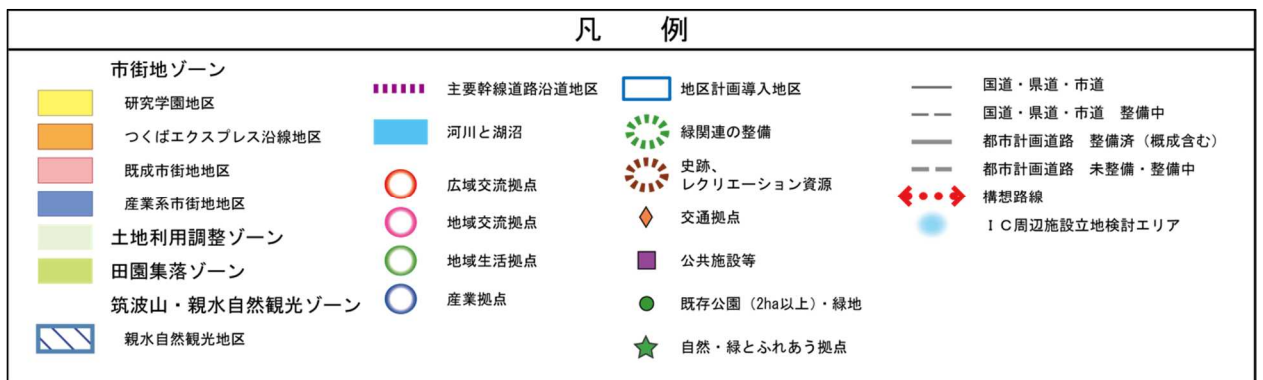 凡　例
市街地ゾーン
研究学園地区
つくばエクスプレス沿線地区
既成市街地地区
産業系市街地地区
土地利用調整ゾーン
田園集落ゾーン
筑波山・親水自然観光ゾーン
親水自然観光地区
主要幹線道路沿道地区
河川と湖沼
広域交流拠点
地域交流拠点
地域生活拠点
産業拠点
地区計画導入地区
緑関連の整備
史跡、
レクリエーション資源
交通拠点
公共施設等
既存公園（2ha以上）・緑地
自然・緑とふれあう拠点
国道・県道・市道
国道・県道・市道　整備中
都市計画道路　整備済（概成含む）
都市計画道路　未整備・整備中
構想路線
ＩＣ周辺施設立地検討エリア